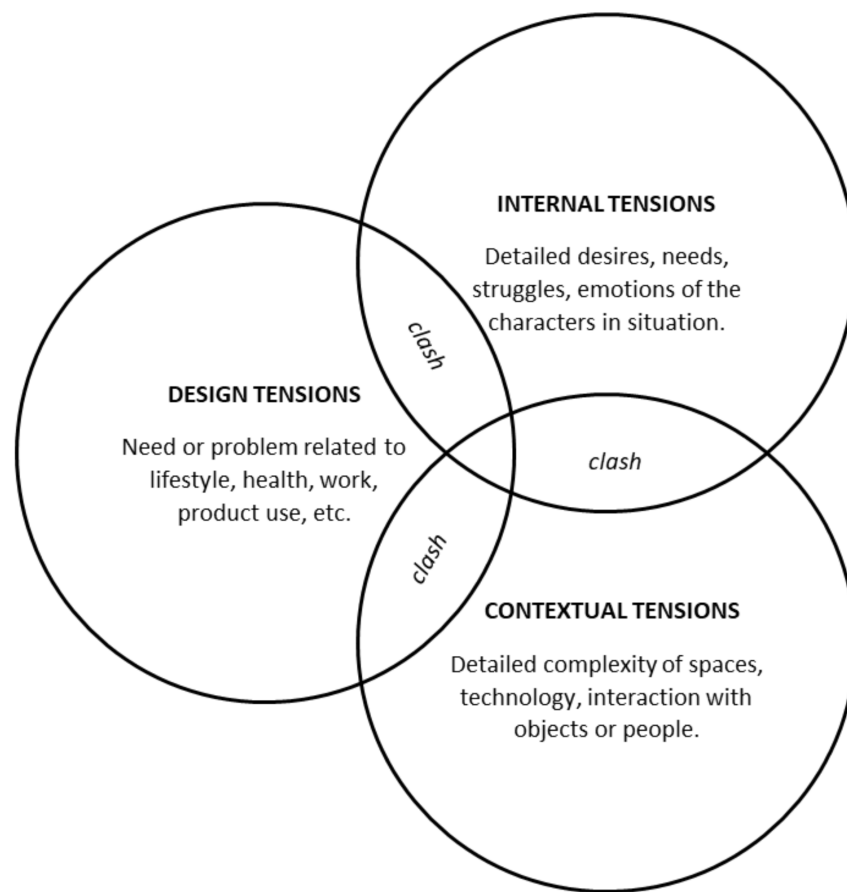 INTERNAL TENSIONS
Detailed desires, needs,
struggles, emotions of the
characters in situation.
clash
DESIGN TENSIONS
Need or problem related to
lifestyle, health, work,
product use, etc.
clash
clash
CONTEXTUAL TENSIONS
Detailed complexity of spaces,
technology, interaction with
objects or people.